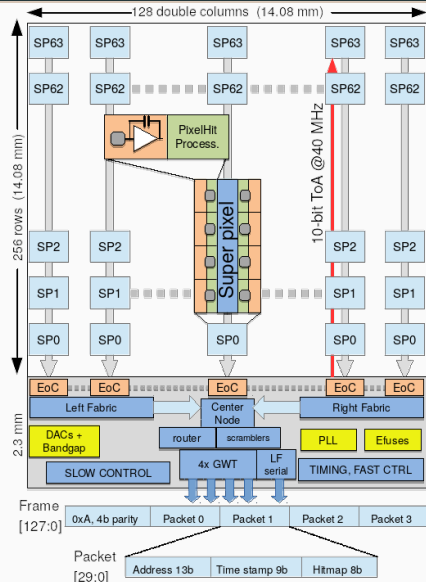 128 double columns (14.08 mm)
SP63 SP63 SP63 SP63 SP63
SP62 SP62 SP62 SP62 SP62
PixelHit
Process.
256 rows (14.08 mm)
10-bit ToA @40 MHz
Super pixel
SP2 SP2 SP2 SP2
SP1 SP1 SP1 SP1
SP0 SP0 SP0 SP0 SP0
EoC EoC EoC EoC EoC
2.3 mm
Left Fabric
Center
Node
Right Fabric
router
scramblers
DACs +
Bandgap
PLL
Efuses
4x GWT
LF
serial
SLOW CONTROL
TIMING, FAST CTRL
Frame
[127:0]
0xA, 4b parity Packet 0 Packet 1 Packet 2 Packet 3
Packet
[29:0]
Address 13b Time stamp 9b Hitmap 8b